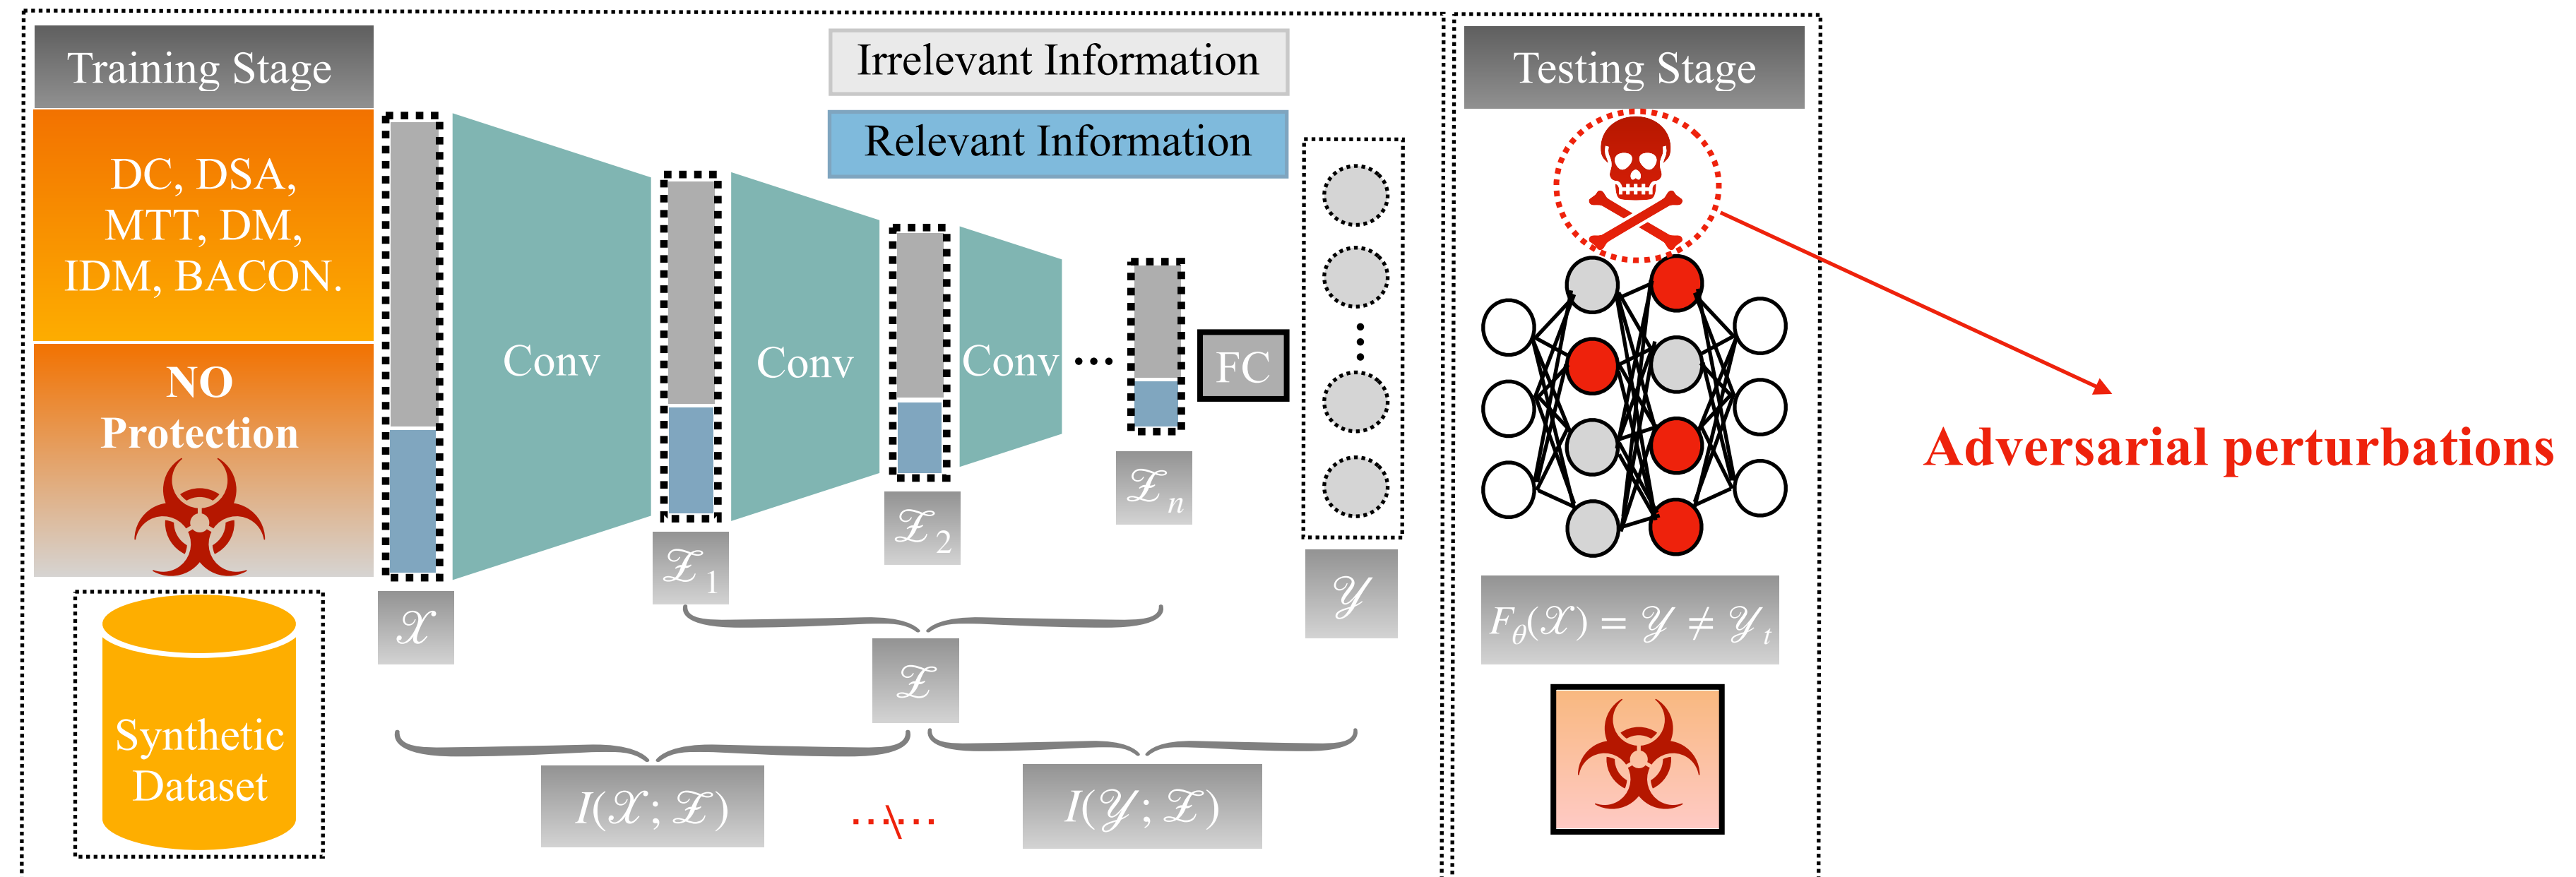 Training Stage
DC, DSA,
MTT, DM,
IDM, BACON.
NO
Protection
Synthetic
Dataset
Irrelevant Information
Relevant Information
Conv
Conv
Conv
...
FC
𝒳
𝒵1
𝒵2
𝒵n
𝒴
𝒵
I(𝒳; 𝒵)
I(𝒴; 𝒵)
Testing Stage
Fθ(𝒳) = 𝒴 ≠ 𝒴t
Adversarial perturbations